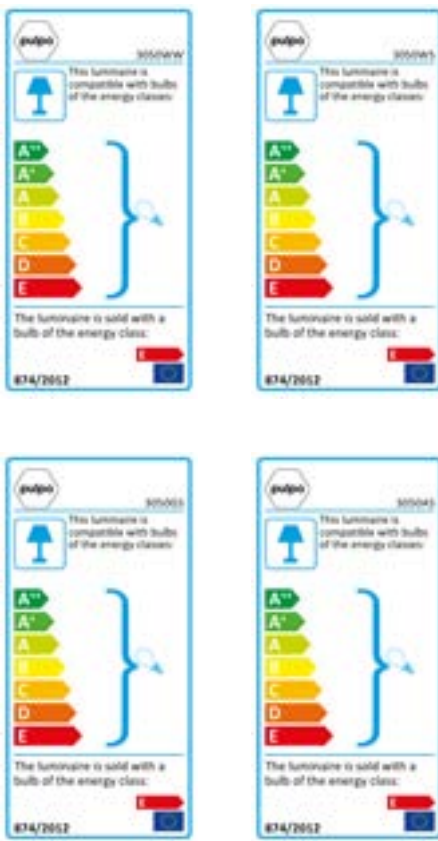 pulpo
3050WW
This luminaire is
compatible with bulbs
of the energy classes:
A++
A+
A
B
C
D
E
The luminaire is sold with a
bulb of the energy class:
E
874/2012
pulpo
3050WS
This luminaire is
compatible with bulbs
of the energy classes:
A++
A+
A
B
C
D
E
The luminaire is sold with a
bulb of the energy class:
E
874/2012
pulpo
This luminaire is
compatible with bulbs
of the energy classes:
A++
A+
A
B
C
D
E
The luminaire is sold with a
bulb of the energy class:
E
874/2012
pulpo
This luminaire is
compatible with bulbs
of the energy classes:
A++
A+
A
B
C
D
E
The luminaire is sold with a
bulb of the energy class:
E
874/2012